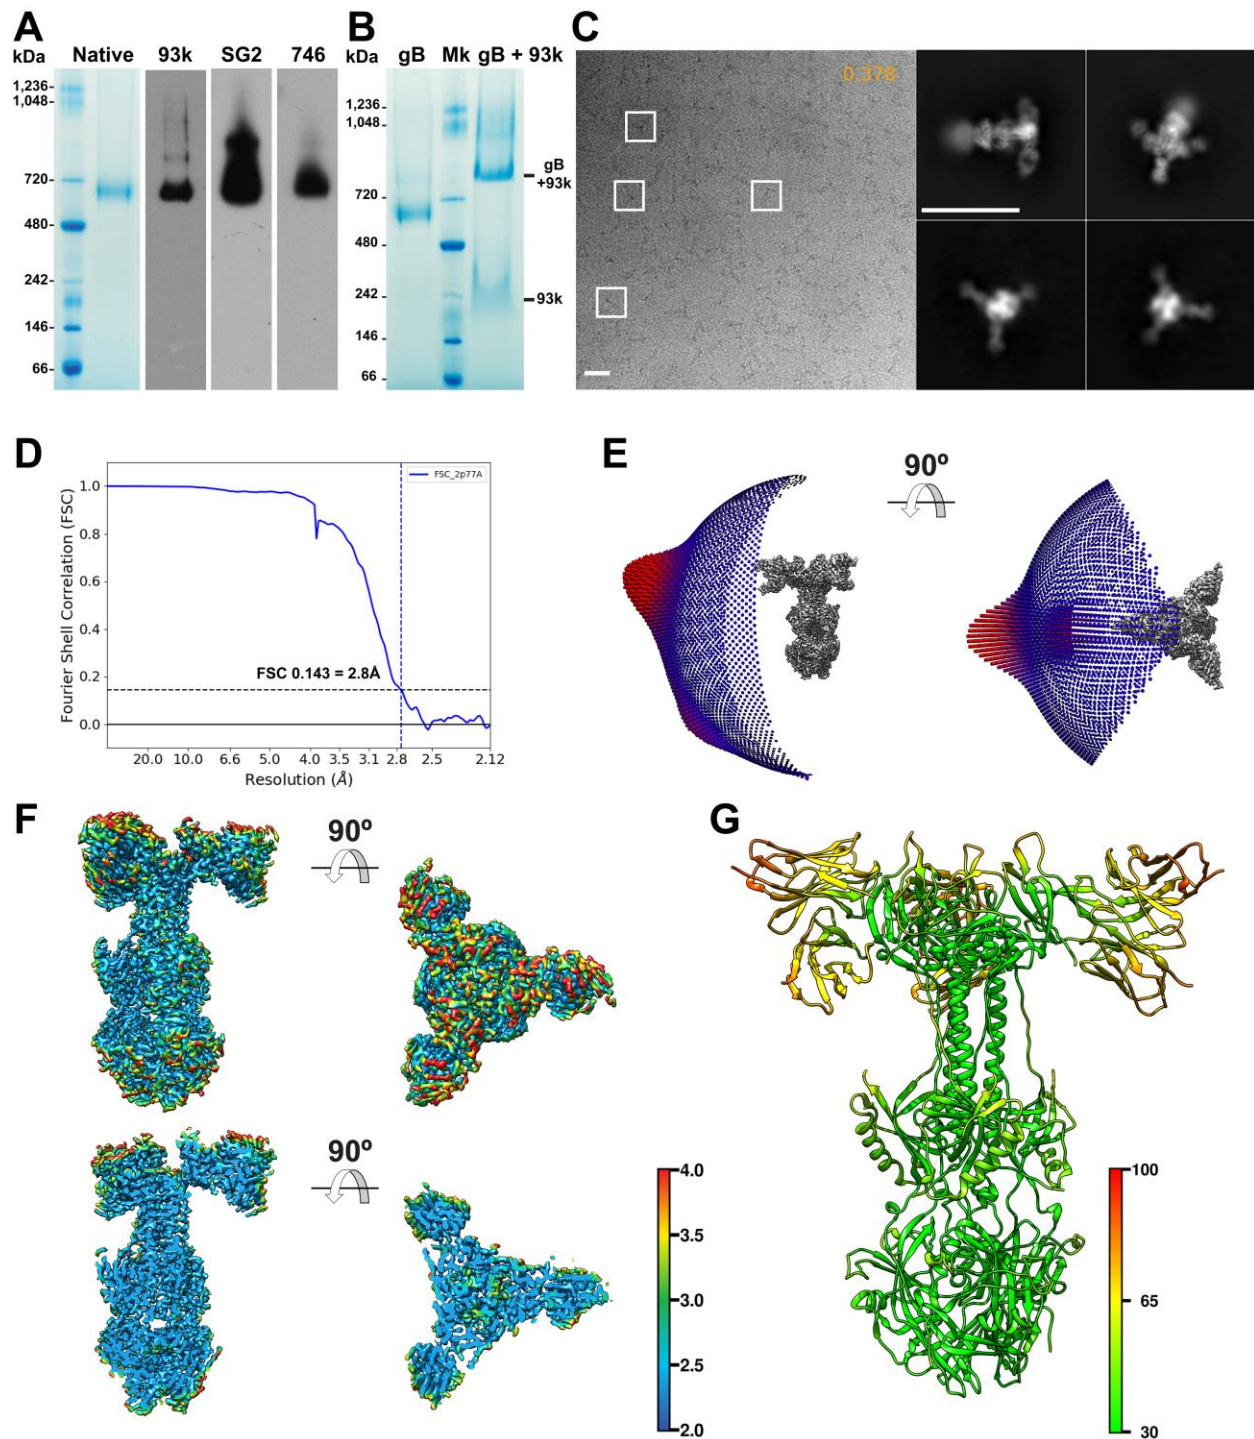 A
kDa Native 93k SG2 746
1,236-
1,048-
720-
480-
242-
146-
66-
B
kDa gB Mk gB + 93k
1,236-
1,048-
720-
480-
242-
146-
66-
gB
+93k
93k
C
0.378
D
FSC_2p77A
Fourier Shell Correlation (FSC)
1.0
0.8
0.6
0.4
0.2
0.0
FSC 0.143 = 2.8Å
20.0 10.0 6.6 5.0 4.0 3.5 3.1 2.8 2.5 2.12
Resolution (Å)
E
90º
F
90º
90º
4.0
3.5
3.0
2.5
2.0
G
100
65
30